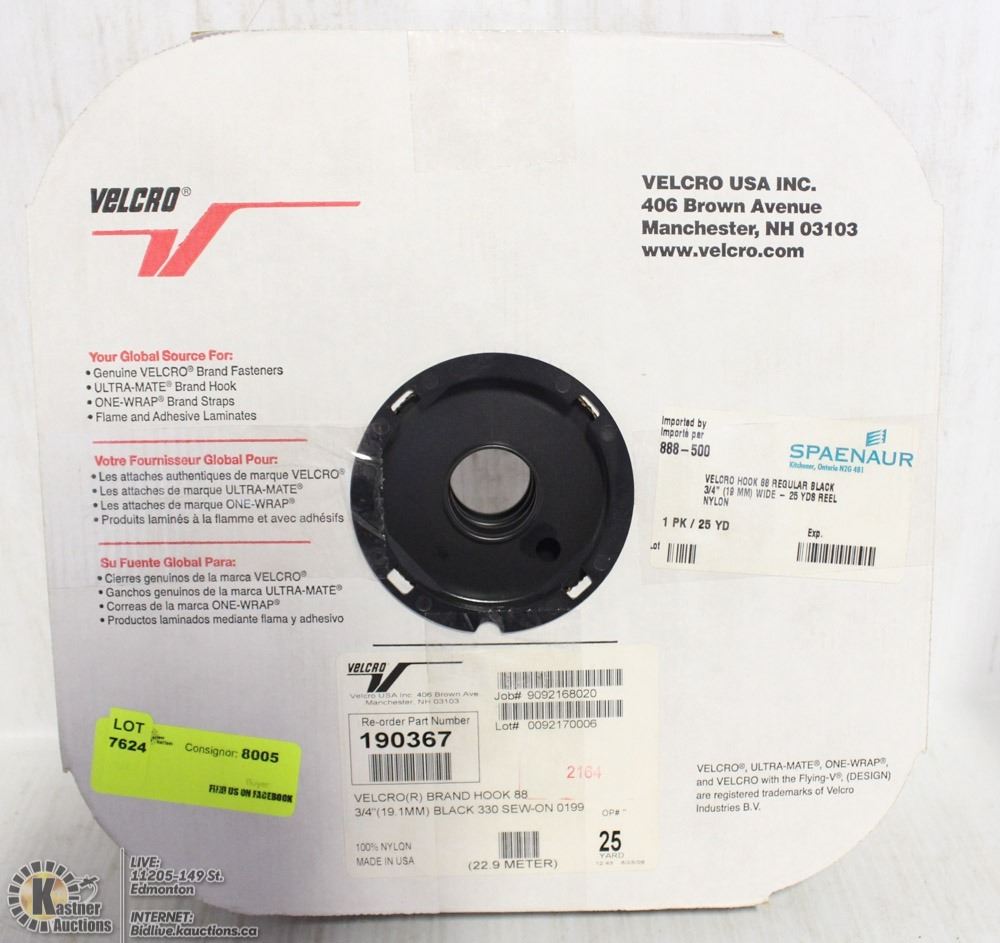 VELCRO®
VELCRO USA INC.
406 Brown Avenue
Manchester, NH 03103
www.velcro.com
Your Global Source For:
• Genuine VELCRO® Brand Fasteners
• ULTRA-MATE® Brand Hook
• ONE-WRAP® Brand Straps
• Flame and Adhesive Laminates
Votre Fournisseur Global Pour:
• Les attaches authentiques de marque VELCRO®
• Les attaches de marque ULTRA-MATE®
• Les attaches de marque ONE-WRAP®
• Produits laminés à la flamme et avec adhésifs
Su Fuente Global Para:
• Cierres genuinos de la marca VELCRO®
• Ganchos genuinos de la marca ULTRA-MATE®
• Correas de la marca ONE-WRAP®
• Productos laminados mediante flama y adhesivo
Imported by
Importé par
888-500
SPAENAUR
Kitchener, Ontario N2G 4B1
VELCRO HOOK 88 REGULAR BLACK
3/4" (19 MM) WIDE - 25 YDS REEL
NYLON
1 PK / 25 YD
Exp.
Lot
VELCRO
Velcro USA Inc. 406 Brown Ave
Manchester, NH 03103
Job# 9092168020
Lot# 0092170006
Re-order Part Number
190367
2164
VELCRO(R) BRAND HOOK 88
3/4"(19.1MM) BLACK 330 SEW-ON 0199
OP#
100% NYLON
MADE IN USA
(22.9 METER)
25
YARD
VELCRO®, ULTRA-MATE®, ONE-WRAP®,
and VELCRO with the Flying-V®, (DESIGN)
are registered trademarks of Velcro
Industries B.V.
LOT
7624
Consignor: 8005
FIND US ON FACEBOOK
Kastner
Auctions
LIVE:
11205-149 St.
Edmonton
INTERNET:
Bidlive.kauctions.ca